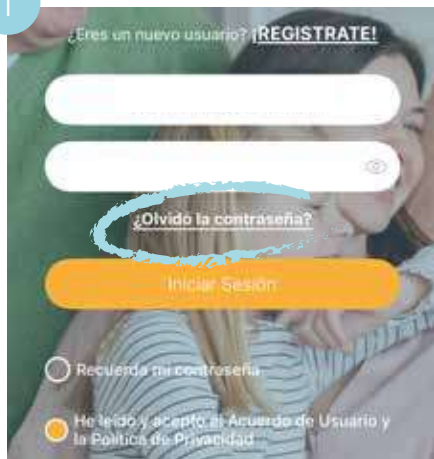 1
¿Eres un nuevo usuario? ¡REGISTRATE!
¿Olvido la contraseña?
Iniciar Sesión
Recuerda mi contraseña
He leído y acepto el Acuerdo de Usuario y
la Política de Privacidad